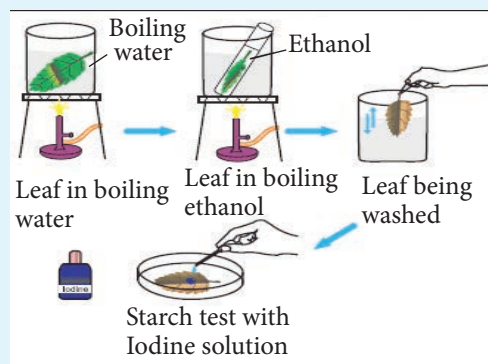 Boiling
water
Ethanol
Leaf in boiling
water
Leaf in boiling
ethanol
Leaf being
washed
Iodine
Starch test with
Iodine solution